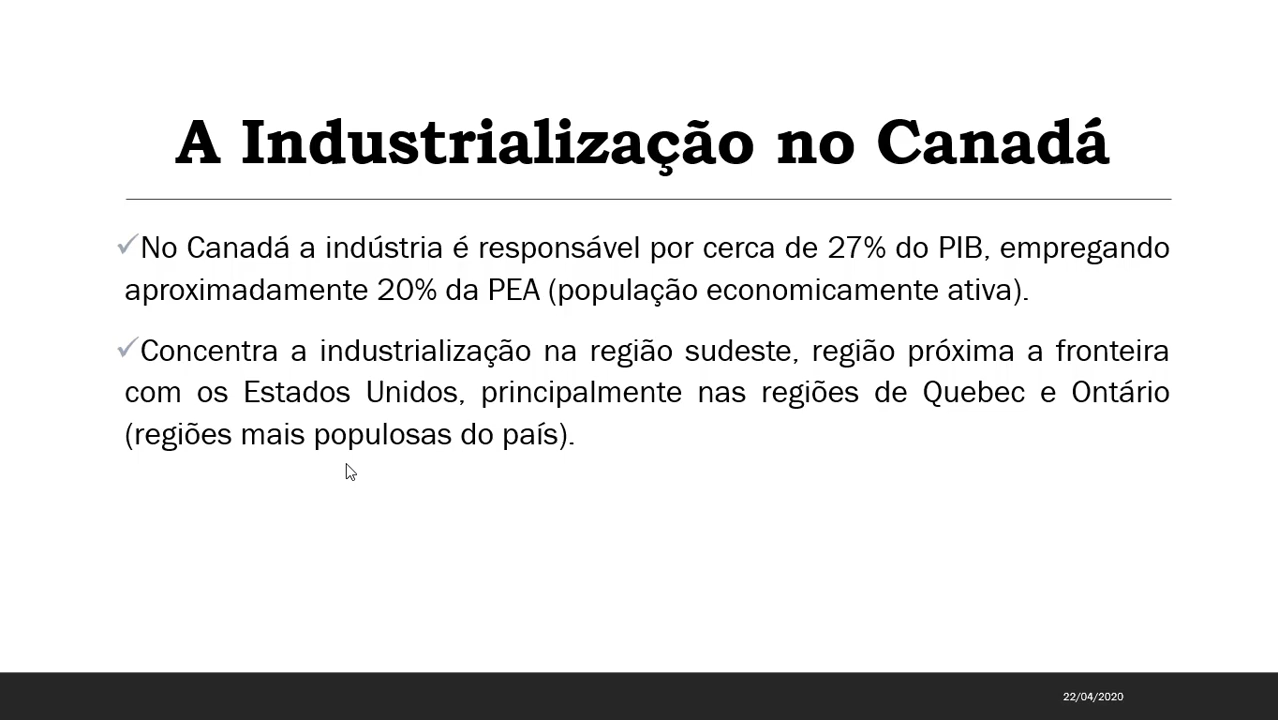 A Industrialização no Canadá
✓No Canadá a indústria é responsável por cerca de 27% do PIB, empregando
aproximadamente 20% da PEA (população economicamente ativa).
✓Concentra a industrialização na região sudeste, região próxima a fronteira
com os Estados Unidos, principalmente nas regiões de Quebec e Ontário
(regiões mais populosas do país).
22/04/2020